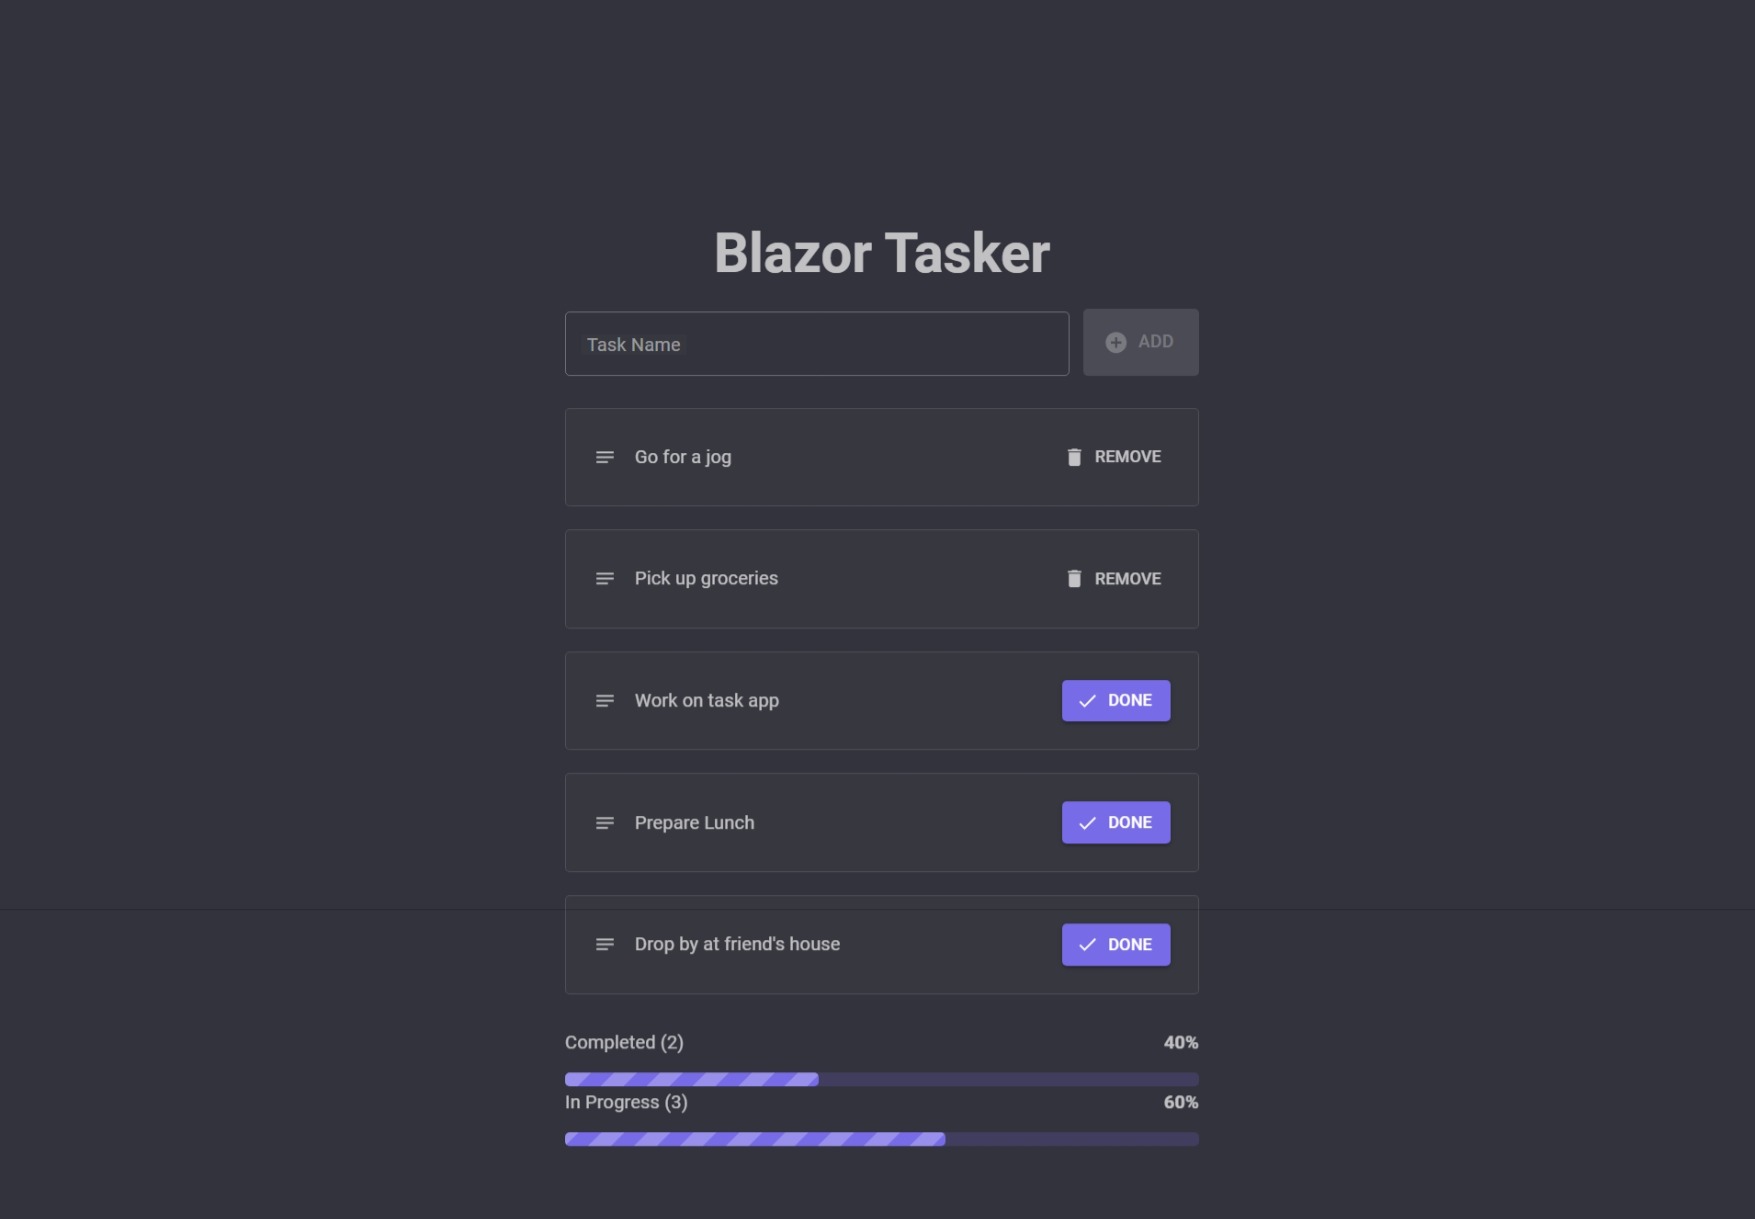 Blazor Tasker
Task Name
ADD
Go for a jog
REMOVE
Pick up groceries
REMOVE
Work on task app
DONE
Prepare Lunch
DONE
Drop by at friend's house
DONE
Completed (2)
40%
In Progress (3)
60%